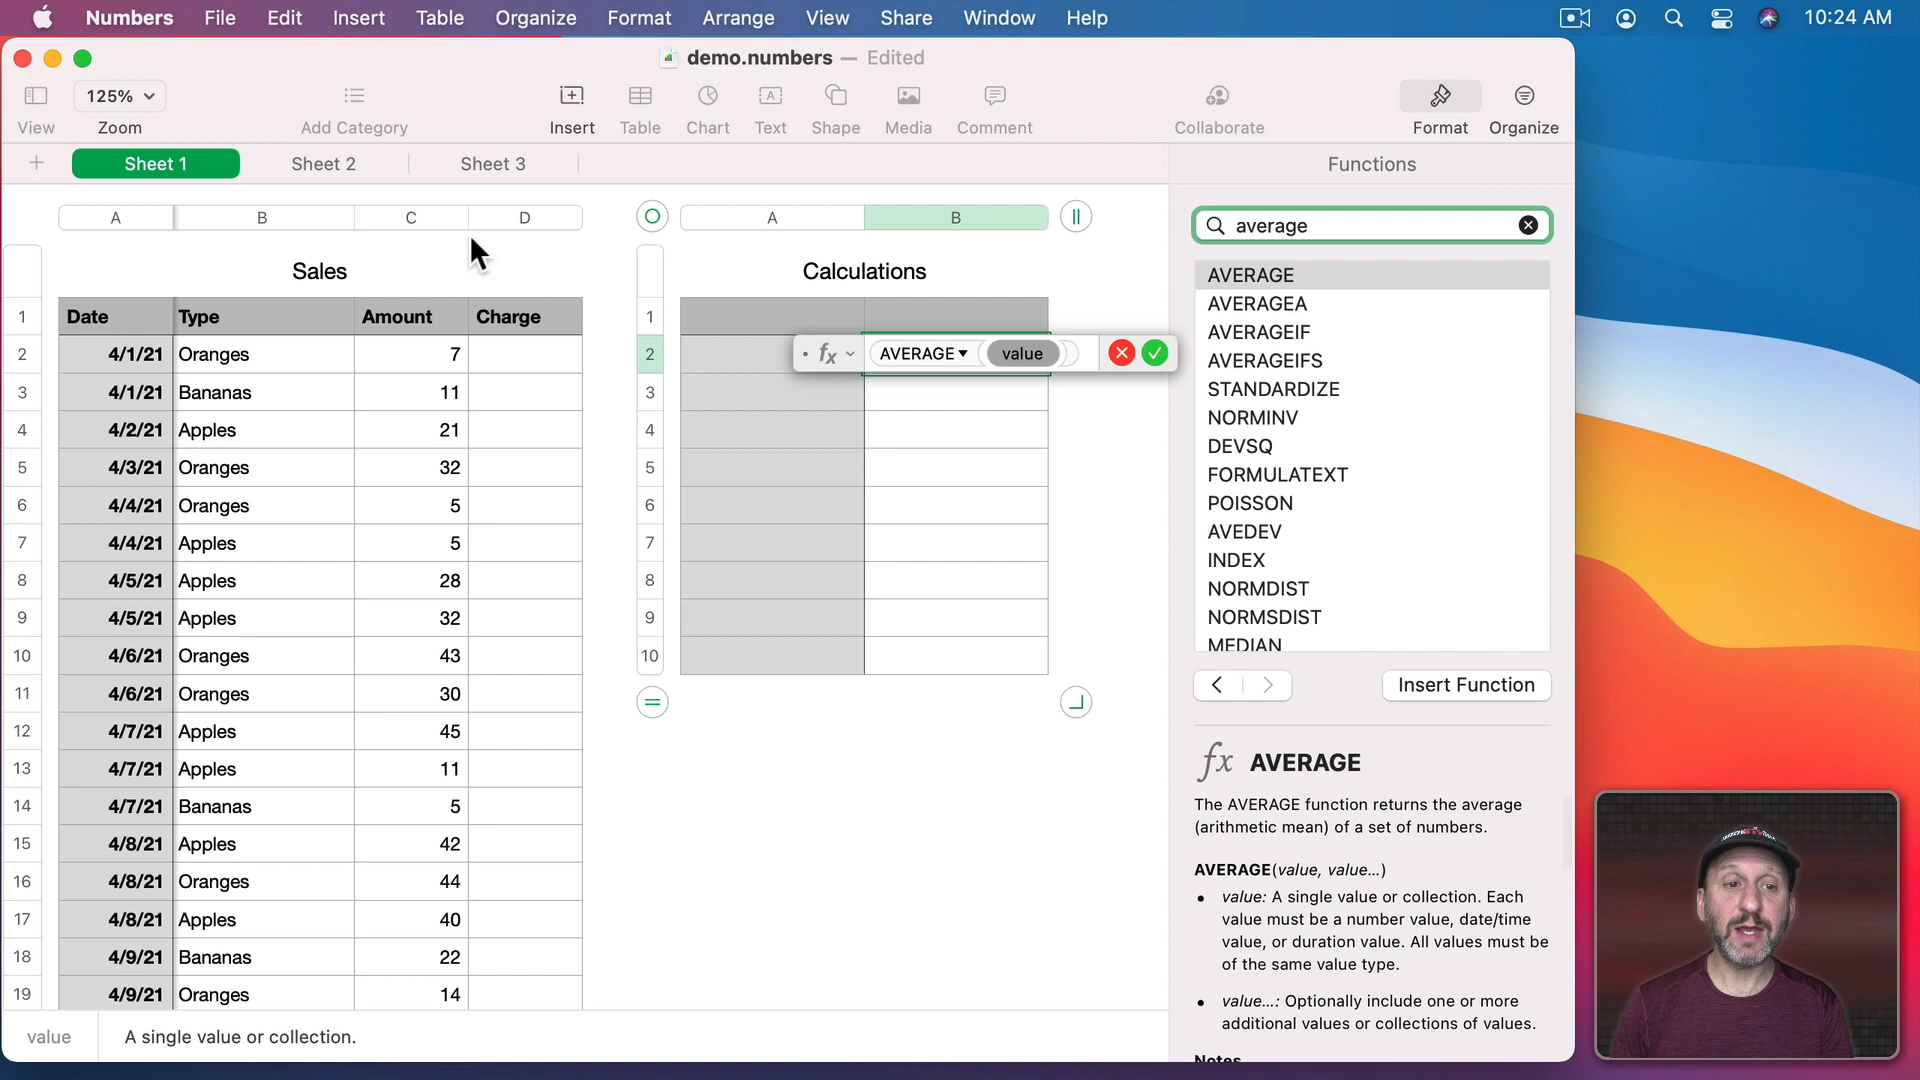 Numbers File Edit Insert Table Organize Format Arrange View Share Window Help 10:24 AM
demo.numbers — Edited
125%
View Zoom Add Category Insert Table Chart Text Shape Media Comment Collaborate Format Organize
Sheet 1 Sheet 2 Sheet 3 Functions
A B C D A B
average
Sales Calculations
1 Date Type Amount Charge 1
2 4/1/21 Oranges 7 2 fx AVERAGE value
3 4/1/21 Bananas 11 3
4 4/2/21 Apples 21 4
5 4/3/21 Oranges 32 5
6 4/4/21 Oranges 5 6
7 4/4/21 Apples 5 7
8 4/5/21 Apples 28 8
9 4/5/21 Apples 32 9
10 4/6/21 Oranges 43 10
11 4/6/21 Oranges 30
12 4/7/21 Apples 45
13 4/7/21 Apples 11
14 4/7/21 Bananas 5
15 4/8/21 Apples 42
16 4/8/21 Oranges 44
17 4/8/21 Apples 40
18 4/9/21 Bananas 22
19 4/9/21 Oranges 14
value A single value or collection.
AVERAGE
AVERAGEA
AVERAGEIF
AVERAGEIFS
STANDARDIZE
NORMINV
DEVSQ
FORMULATEXT
POISSON
AVEDEV
INDEX
NORMDIST
NORMSDIST
MEDIAN
Insert Function
fx AVERAGE
The AVERAGE function returns the average
(arithmetic mean) of a set of numbers.
AVERAGE(value, value...)
• value: A single value or collection. Each
value must be a number value, date/time
value, or duration value. All values must be
of the same value type.
• value...: Optionally include one or more
additional values or collections of values.
Notes